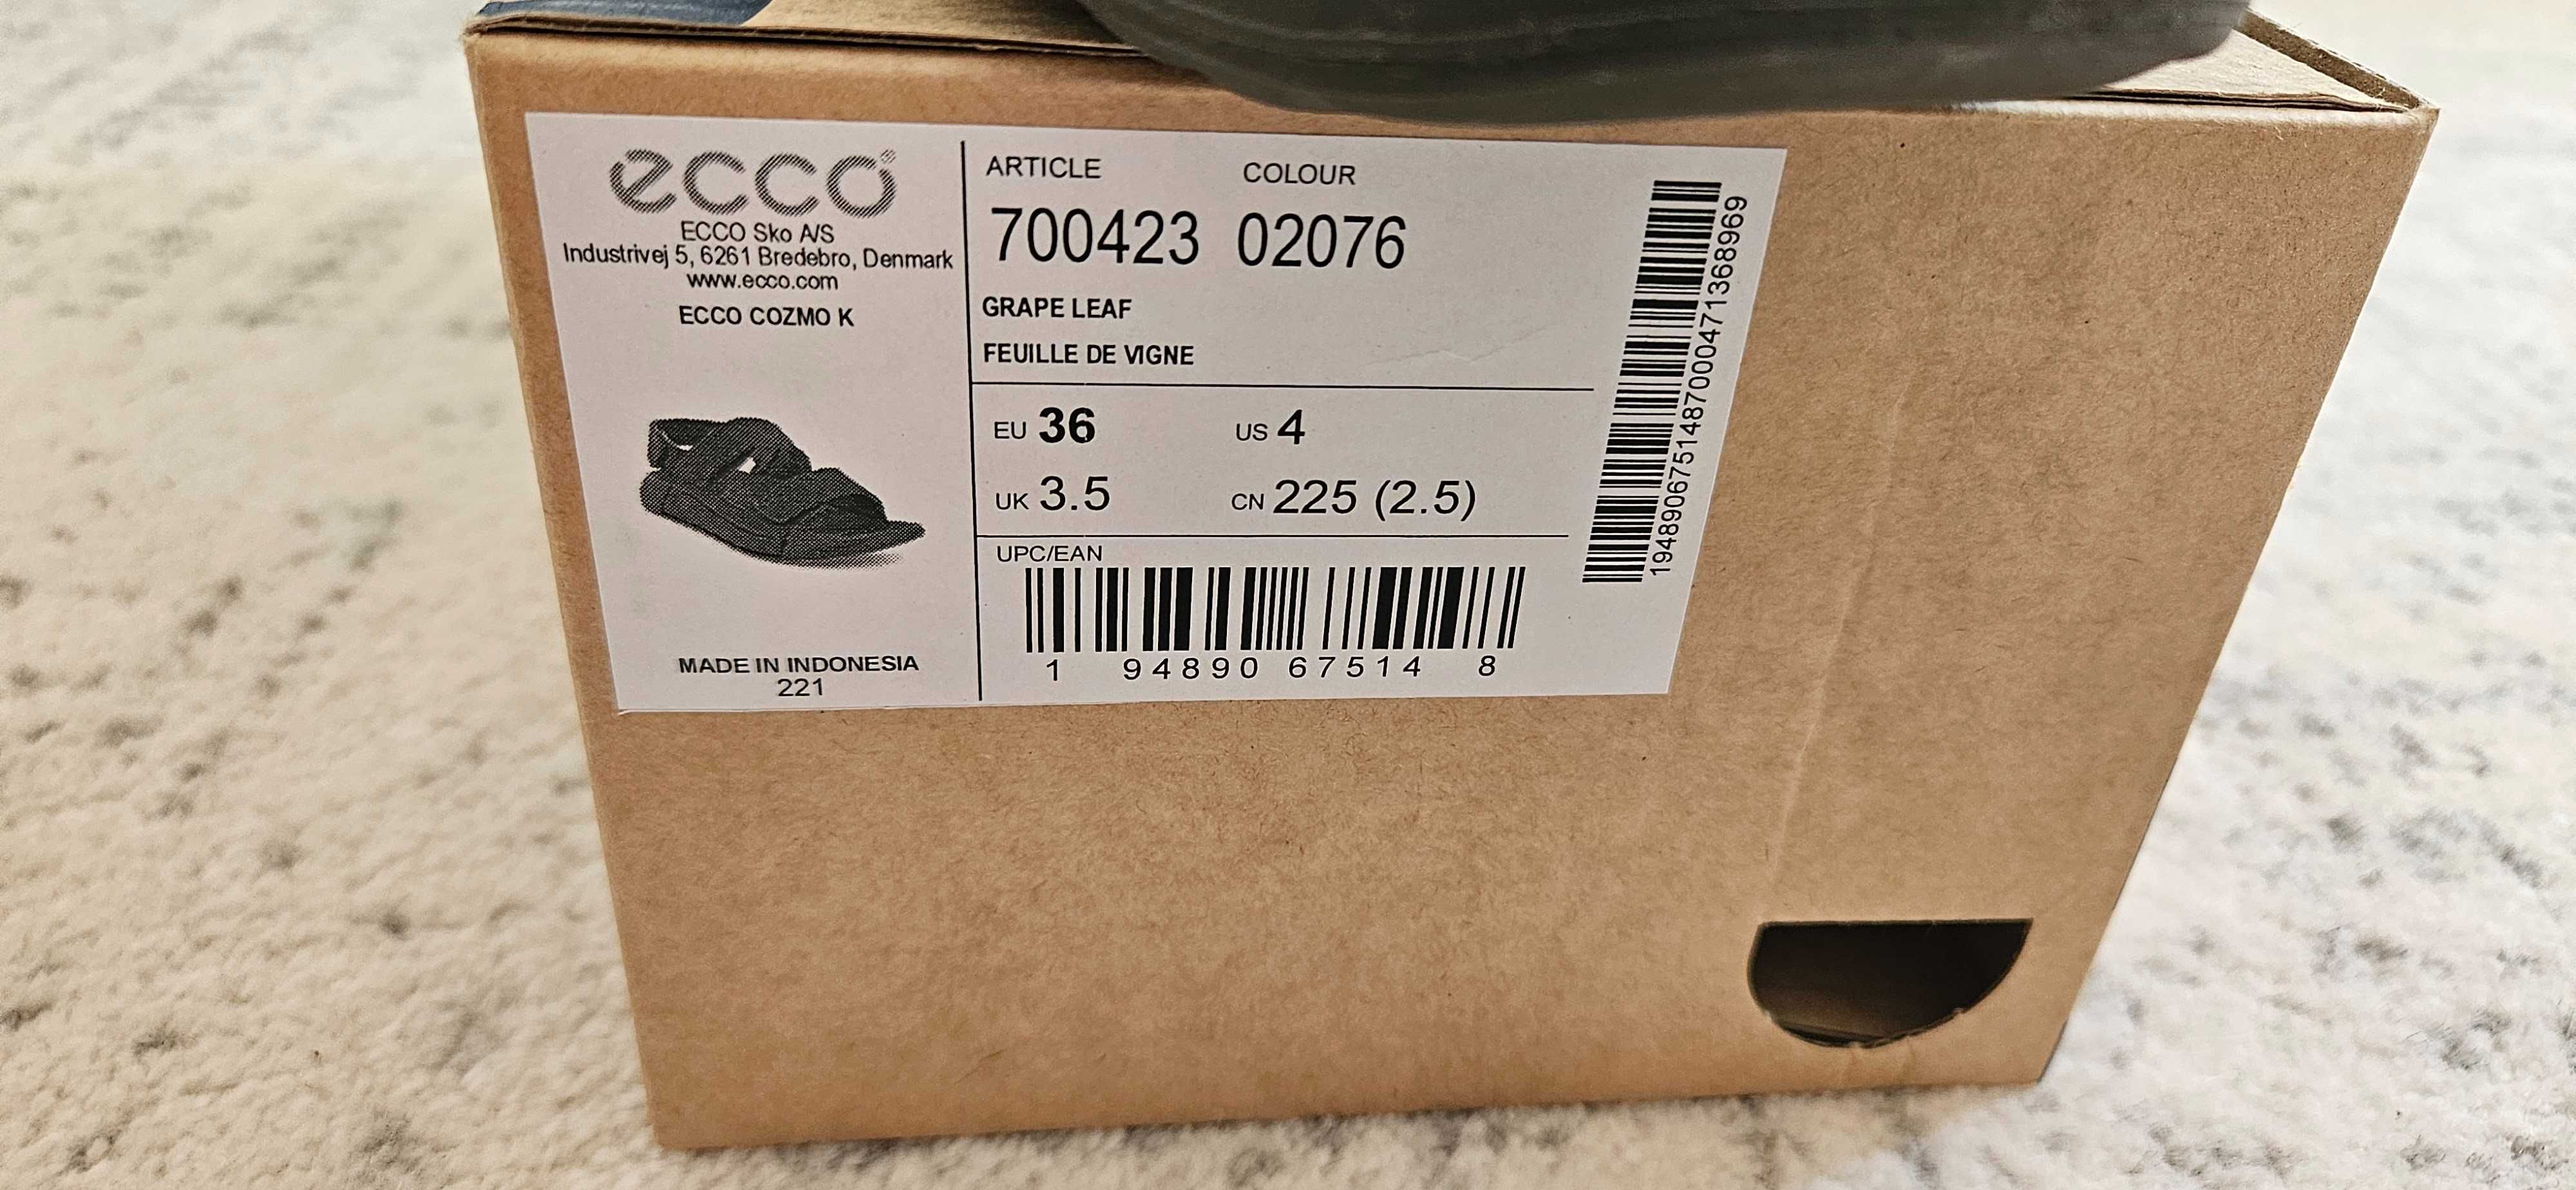 ecco®
ECCO Sko A/S
Industrivej 5, 6261 Bredebro, Denmark
www.ecco.com
ECCO COZMO K
MADE IN INDONESIA
221
ARTICLE COLOUR
700423 02076
GRAPE LEAF
FEUILLE DE VIGNE
EU 36 US 4
UK 3.5 CN 225 (2.5)
UPC/EAN
1 94890 67514 8
19489067514870004713689​69